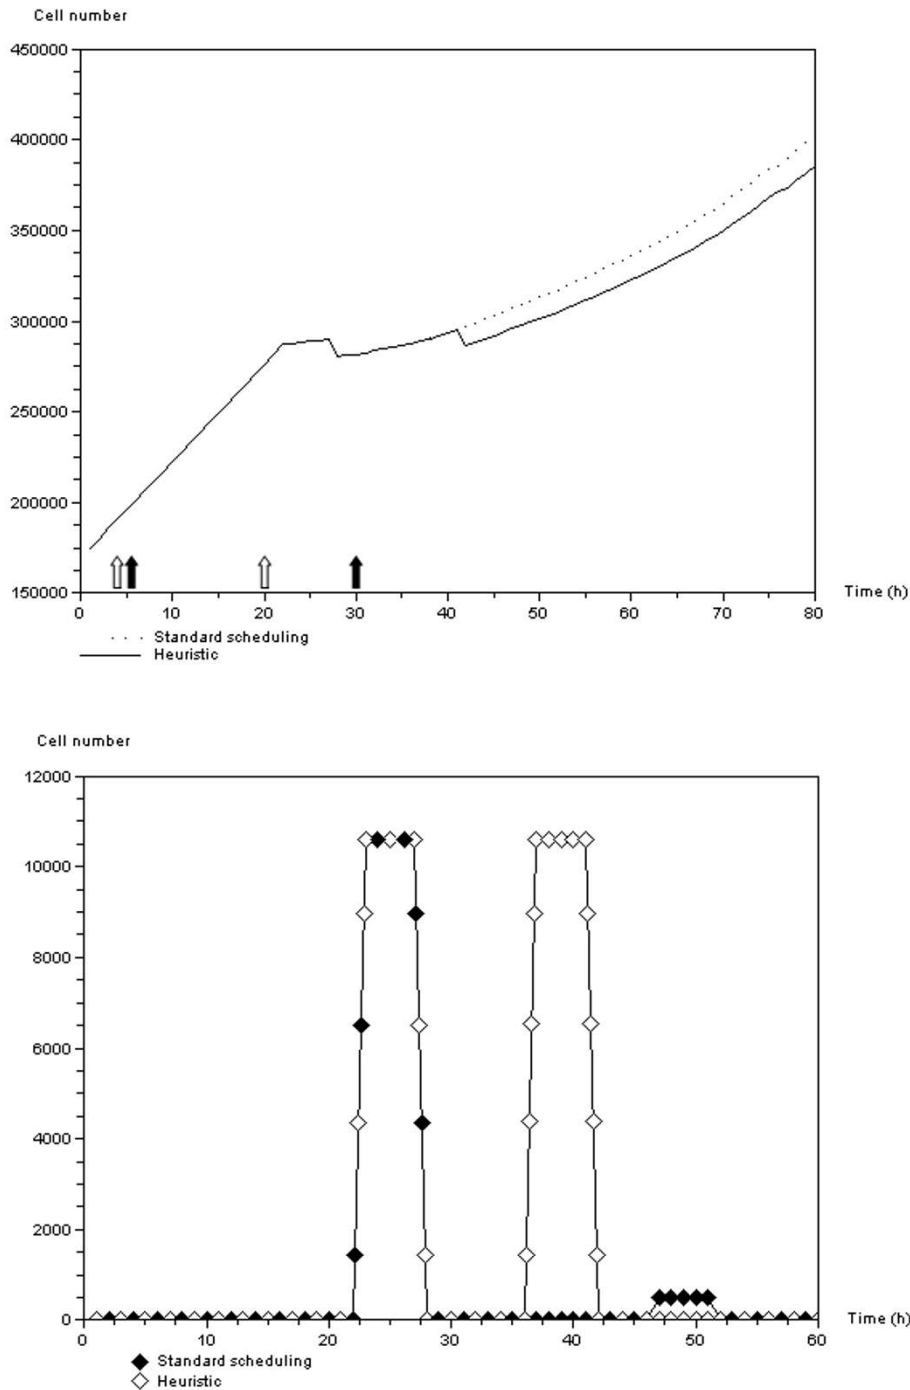 Cell number
450000
400000
350000
300000
250000
200000
150000
0 10 20 30 40 50 60 70 80 Time (h)
Standard scheduling
Heuristic
Cell number
12000
10000
8000
6000
4000
2000
0
0 10 20 30 40 50 60 Time (h)
Standard scheduling
Heuristic